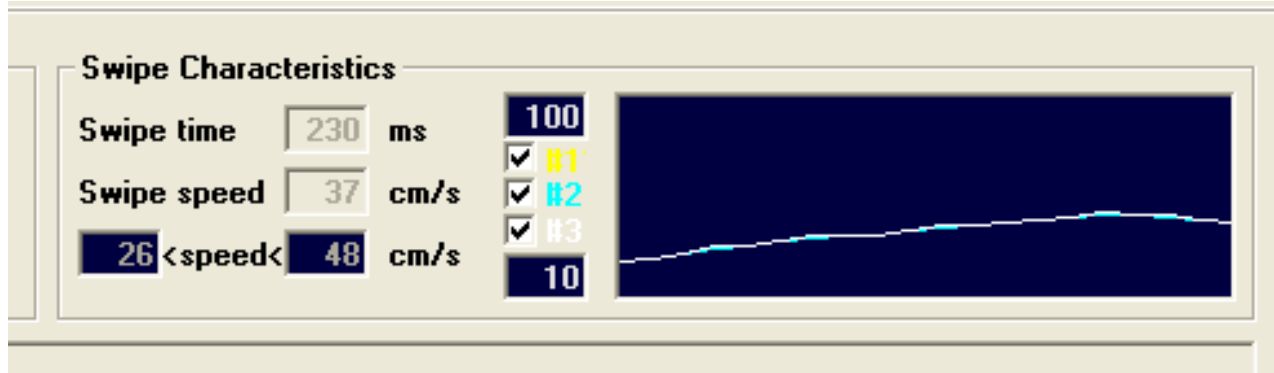 Swipe Characteristics
Swipe time 230 ms
Swipe speed 37 cm/s
26 <speed< 48 cm/s
100
#1
#2
#3
10